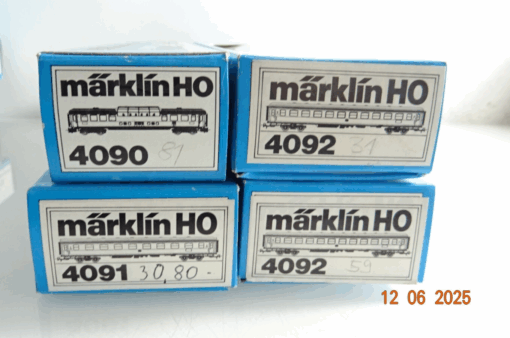 märklin HO
4090 81
märklin HO
4092 31
märklin HO
4091 30,80-
märklin HO
4092 59
12 06 2025